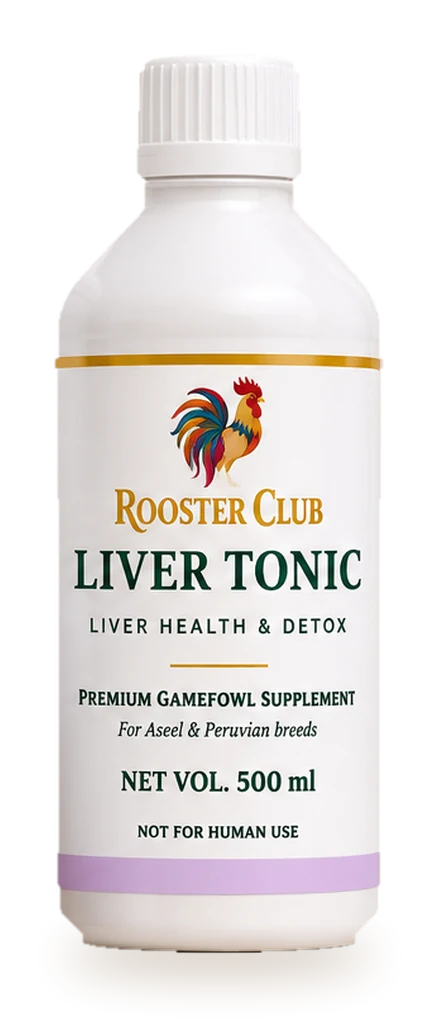 ROOSTER CLUB
LIVER TONIC
LIVER HEALTH & DETOX
PREMIUM GAMEFOWL SUPPLEMENT
For Aseel & Peruvian breeds
NET VOL. 500 ml
NOT FOR HUMAN USE